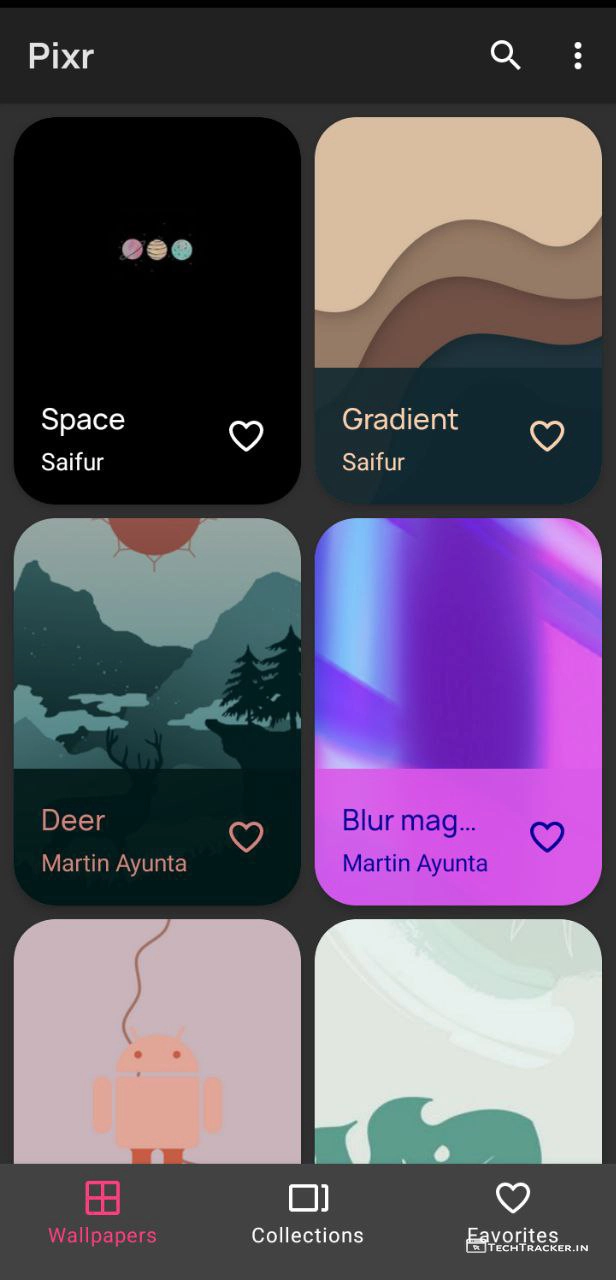 Pixr
Space
Saifur
Gradient
Saifur
Deer
Martin Ayunta
Blur mag...
Martin Ayunta
Wallpapers
Collections
Favorites
TECHTRACKER.IN